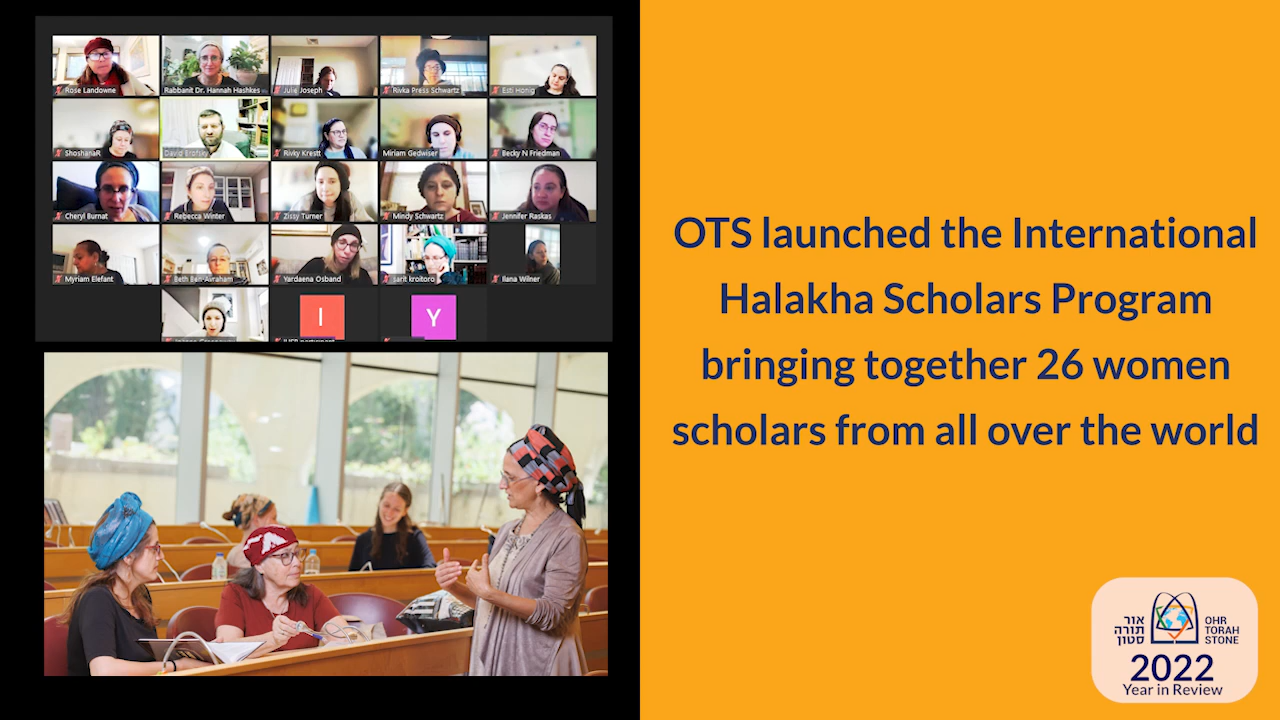 Rose Landowne
Rabbanit Dr. Hannah Hashkes
Julie Joseph
Rivka Press Schwartz
Esti Honig
ShoshanaR
David Brofsky
Rivky Krestt
Miriam Gedwiser
Becky N Friedman
Cheryl Burnat
Rebecca Winter
Zissy Turner
Mindy Schwartz
Jennifer Raskas
Myriam Elefant
Beth Ben-Avraham
Yardaena Osband
sarit kroitoro
Ilana Wilner
I
Y
OTS launched the International
Halakha Scholars Program
bringing together 26 women
scholars from all over the world
אור
תורה
סטון
OHR
TORAH
STONE
2022
Year in Review